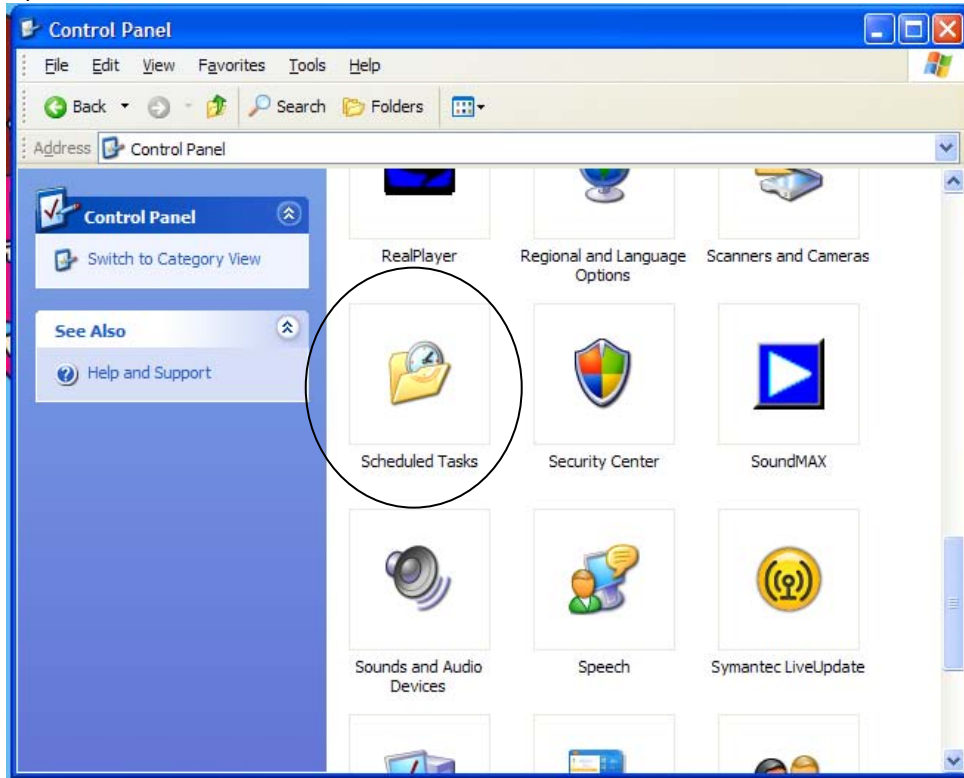 Control Panel
File Edit View Favorites Tools Help
Back Search Folders
Address Control Panel
Control Panel
Switch to Category View
See Also
Help and Support
RealPlayer
Regional and Language
Options
Scanners and Cameras
Scheduled Tasks
Security Center
SoundMAX
Sounds and Audio
Devices
Speech
Symantec LiveUpdate